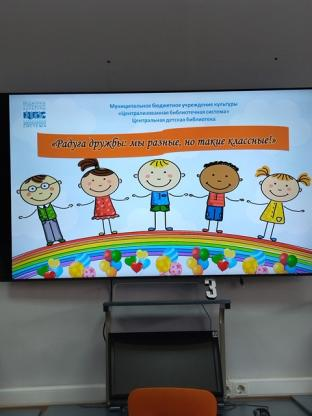 Муниципальное бюджетное учреждение культуры
«Централизованная библиотечная система»
Центральная детская библиотека
«Радуга дружбы: мы разные, но такие классные!»
3